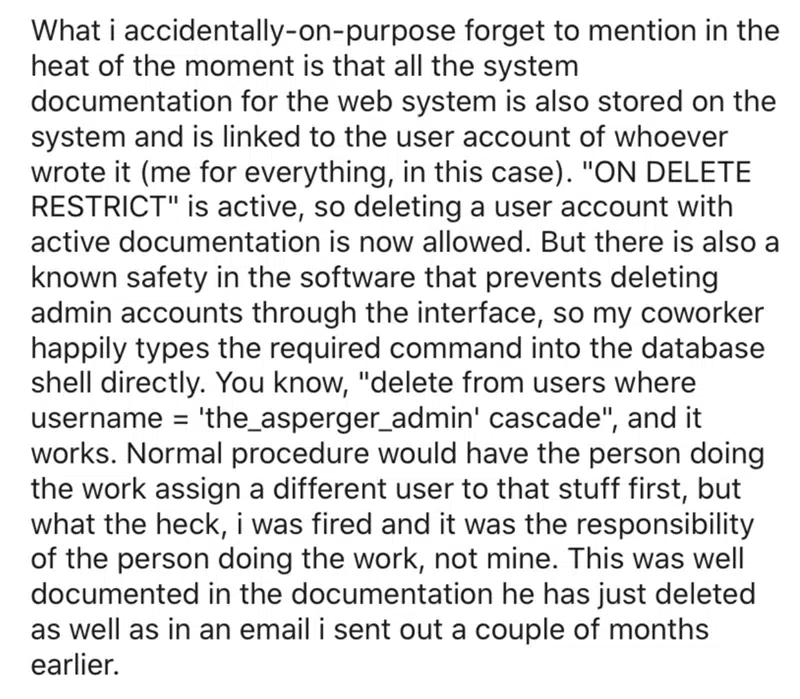 What i accidentally-on-purpose forget to mention in the
heat of the moment is that all the system
documentation for the web system is also stored on the
system and is linked to the user account of whoever
wrote it (me for everything, in this case). "ON DELETE
RESTRICT" is active, so deleting a user account with
active documentation is now allowed. But there is also a
known safety in the software that prevents deleting
admin accounts through the interface, so my coworker
happily types the required command into the database
shell directly. You know, "delete from users where
username = 'the_asperger_admin' cascade", and it
works. Normal procedure would have the person doing
the work assign a different user to that stuff first, but
what the heck, i was fired and it was the responsibility
of the person doing the work, not mine. This was well
documented in the documentation he has just deleted
as well as in an email i sent out a couple of months
earlier.